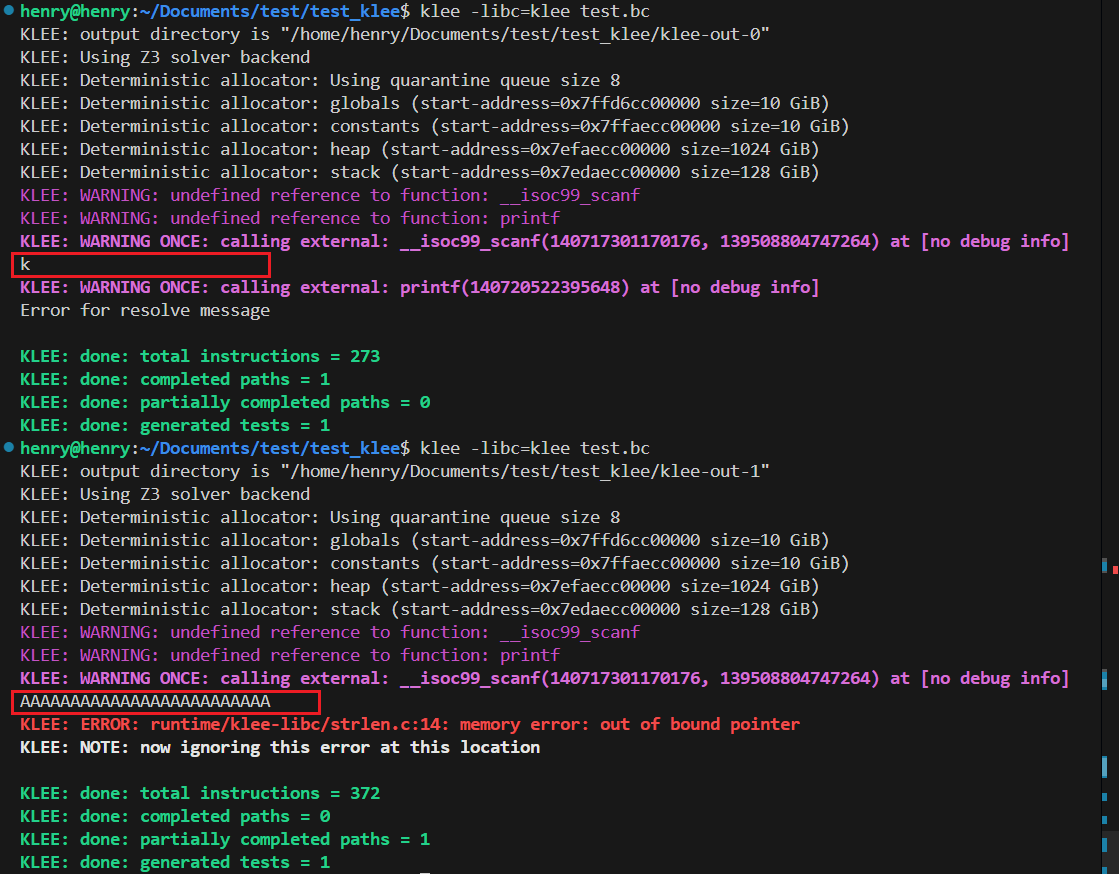 henry@henry:~/Documents/test/test_klee$ klee -libc=klee test.bc
KLEE: output directory is "/home/henry/Documents/test/test_klee/klee-out-0"
KLEE: Using Z3 solver backend
KLEE: Deterministic allocator: Using quarantine queue size 8
KLEE: Deterministic allocator: globals (start-address=0x7ffd6cc00000 size=10 GiB)
KLEE: Deterministic allocator: constants (start-address=0x7ffaecc00000 size=10 GiB)
KLEE: Deterministic allocator: heap (start-address=0x7efaecc00000 size=1024 GiB)
KLEE: Deterministic allocator: stack (start-address=0x7edaecc00000 size=128 GiB)
KLEE: WARNING: undefined reference to function: __isoc99_scanf
KLEE: WARNING: undefined reference to function: printf
KLEE: WARNING ONCE: calling external: __isoc99_scanf(140717301170176, 139508804747264) at [no debug info]
k
KLEE: WARNING ONCE: calling external: printf(140720522395648) at [no debug info]
Error for resolve message
KLEE: done: total instructions = 273
KLEE: done: completed paths = 1
KLEE: done: partially completed paths = 0
KLEE: done: generated tests = 1
henry@henry:~/Documents/test/test_klee$ klee -libc=klee test.bc
KLEE: output directory is "/home/henry/Documents/test/test_klee/klee-out-1"
KLEE: Using Z3 solver backend
KLEE: Deterministic allocator: Using quarantine queue size 8
KLEE: Deterministic allocator: globals (start-address=0x7ffd6cc00000 size=10 GiB)
KLEE: Deterministic allocator: constants (start-address=0x7ffaecc00000 size=10 GiB)
KLEE: Deterministic allocator: heap (start-address=0x7efaecc00000 size=1024 GiB)
KLEE: Deterministic allocator: stack (start-address=0x7edaecc00000 size=128 GiB)
KLEE: WARNING: undefined reference to function: __isoc99_scanf
KLEE: WARNING: undefined reference to function: printf
KLEE: WARNING ONCE: calling external: __isoc99_scanf(140717301170176, 139508804747264) at [no debug info]
AAAAAAAAAAAAAAAAAAAAAAAAA
KLEE: ERROR: runtime/klee-libc/strlen.c:14: memory error: out of bound pointer
KLEE: NOTE: now ignoring this error at this location
KLEE: done: total instructions = 372
KLEE: done: completed paths = 0
KLEE: done: partially completed paths = 1
KLEE: done: generated tests = 1